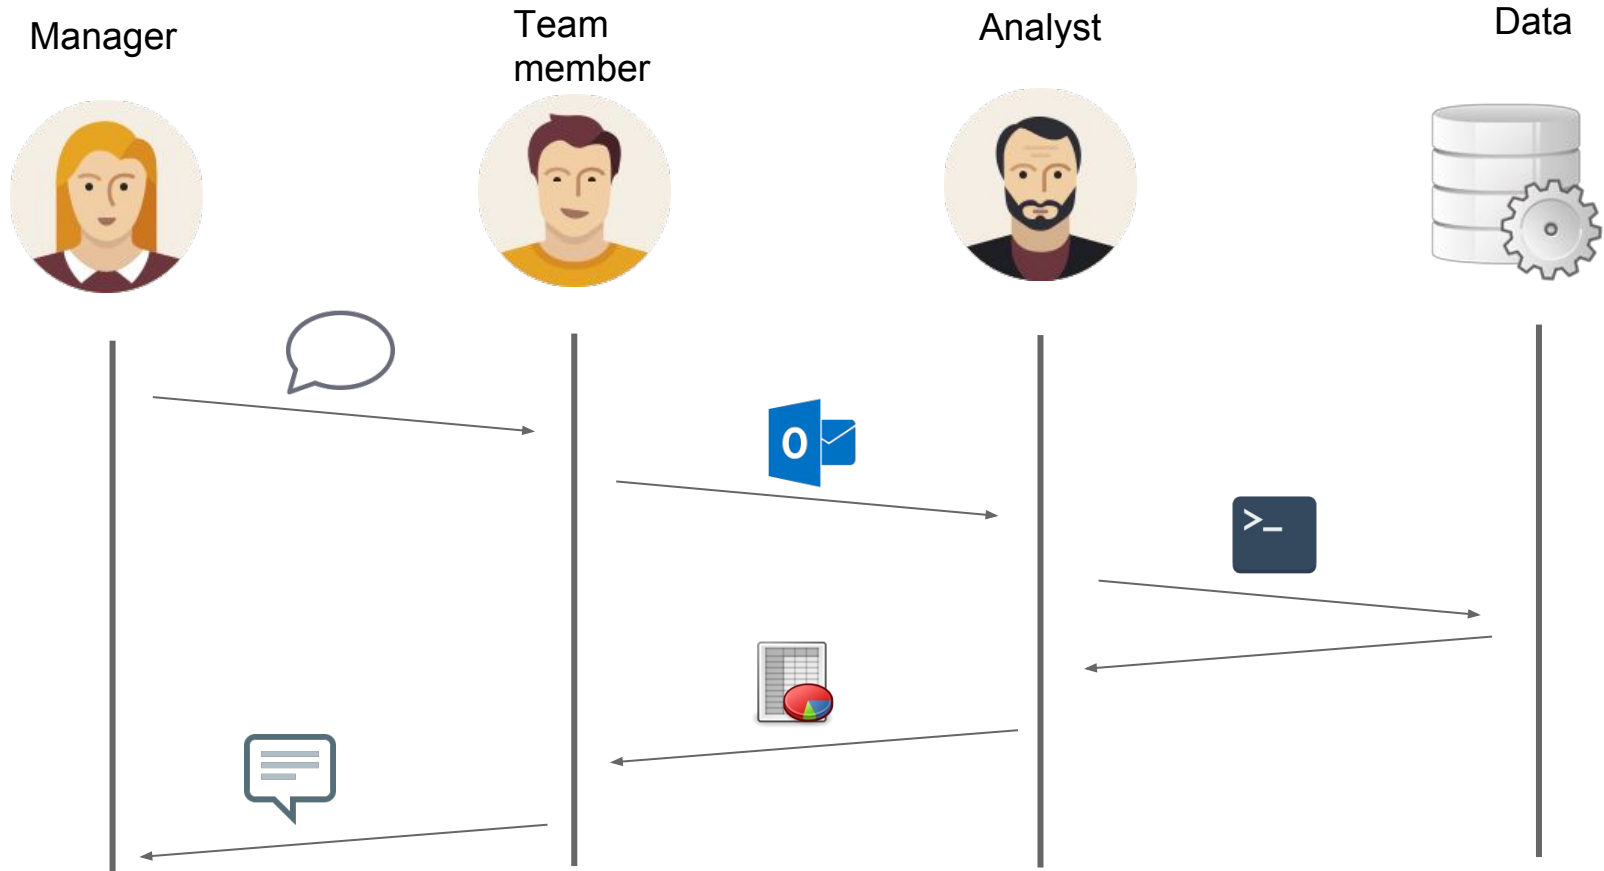 Manager
Team
member
Analyst
Data
O
>_